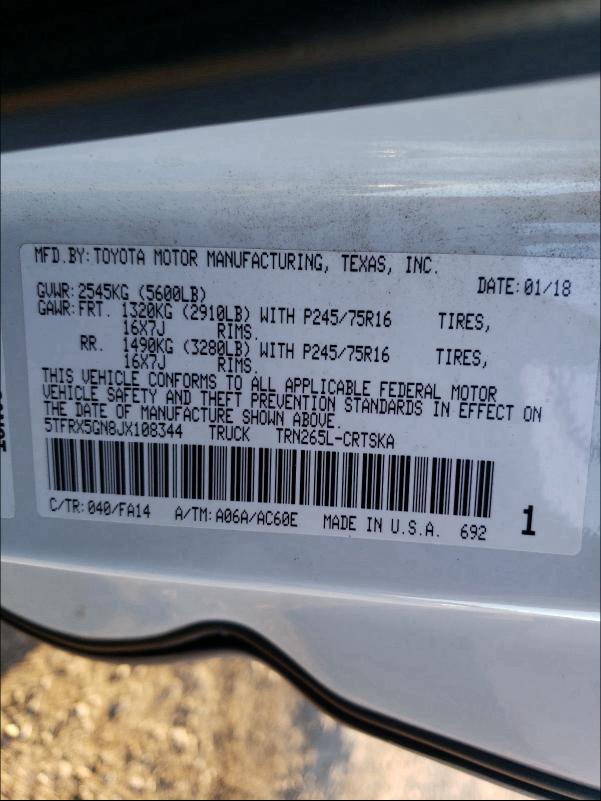 MFD.BY:TOYOTA MOTOR MANUFACTURING, TEXAS, INC.
DATE:01/18
GVWR:2545KG (5600LB)
GAWR:FRT. 1320KG (2910LB) WITH P245/75R16 TIRES,
16X7J RIMS.
RR. 1490KG (3280LB) WITH P245/75R16 TIRES,
16X7J RIMS.
THIS VEHICLE CONFORMS TO ALL APPLICABLE FEDERAL MOTOR
VEHICLE SAFETY AND THEFT PREVENTION STANDARDS IN EFFECT ON
THE DATE OF MANUFACTURE SHOWN ABOVE.
5TFRX5GN8JX108344 TRUCK TRN265L-CRTSKA
C/TR:040/FA14 A/TM:A06A/AC60E MADE IN U.S.A. 692 1